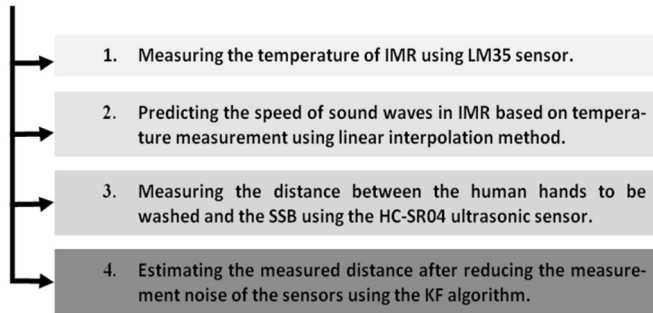 1. Measuring the temperature of IMR using LM35 sensor.
2. Predicting the speed of sound waves in IMR based on tempera-
ture measurement using linear interpolation method.
3. Measuring the distance between the human hands to be
washed and the SSB using the HC-SR04 ultrasonic sensor.
4. Estimating the measured distance after reducing the measure-
ment noise of the sensors using the KF algorithm.